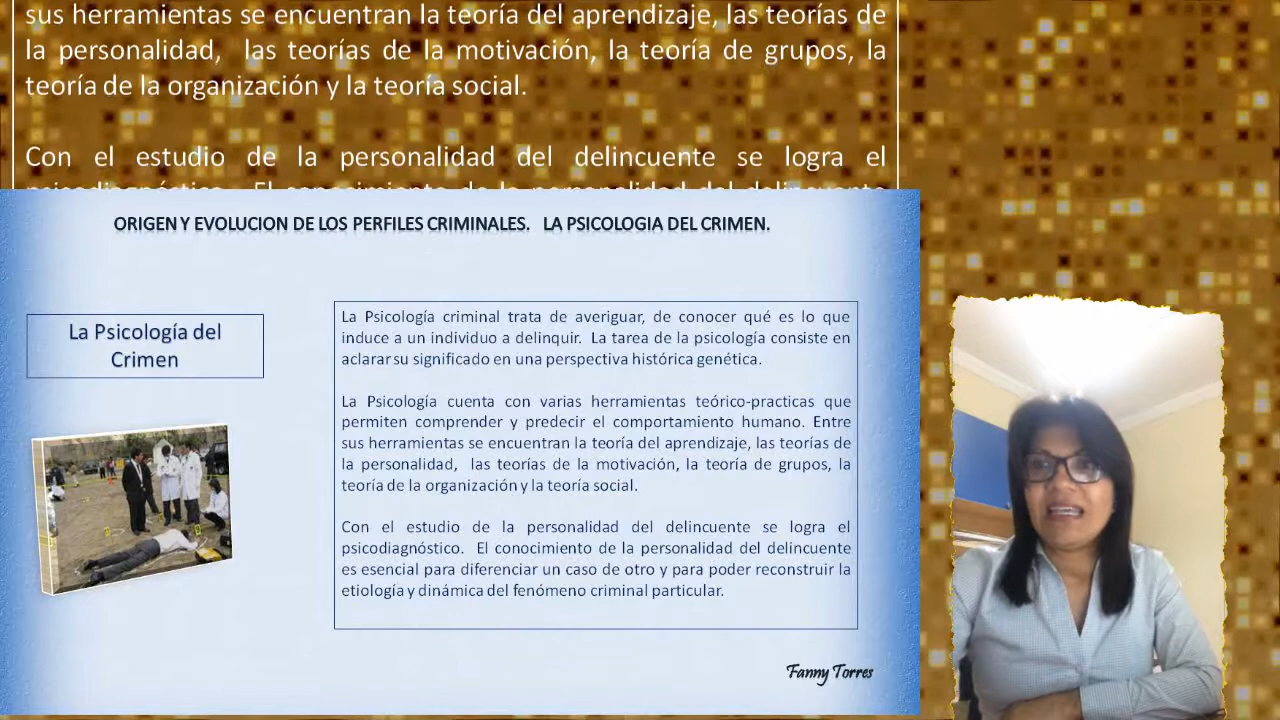 sus herramientas se encuentran la teoría del aprendizaje, las teorías de
la personalidad, las teorías de la motivación, la teoría de grupos, la
teoría de la organización y la teoría social.
Con el estudio de la personalidad del delincuente se logra el
psicodiagnóstico. El conocimiento de la personalidad del delincuente
ORIGEN Y EVOLUCION DE LOS PERFILES CRIMINALES. LA PSICOLOGIA DEL CRIMEN.
La Psicología del
Crimen
La Psicología criminal trata de averiguar, de conocer qué es lo que
induce a un individuo a delinquir. La tarea de la psicología consiste en
aclarar su significado en una perspectiva histórica genética.
La Psicología cuenta con varias herramientas teórico-practicas que
permiten comprender y predecir el comportamiento humano. Entre
sus herramientas se encuentran la teoría del aprendizaje, las teorías de
la personalidad, las teorías de la motivación, la teoría de grupos, la
teoría de la organización y la teoría social.
Con el estudio de la personalidad del delincuente se logra el
psicodiagnóstico. El conocimiento de la personalidad del delincuente
es esencial para diferenciar un caso de otro y para poder reconstruir la
etiología y dinámica del fenómeno criminal particular.
Fanny Torres